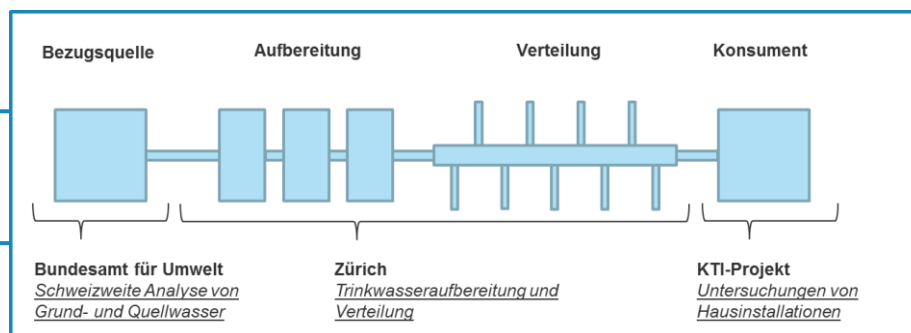 Bezugsquelle
Aufbereitung
Verteilung
Konsument
Bundesamt für Umwelt
Schweizweite Analyse von
Grund- und Quellwasser
Zürich
Trinkwasseraufbereitung und
Verteilung
KTI-Projekt
Untersuchungen von
Hausinstallationen